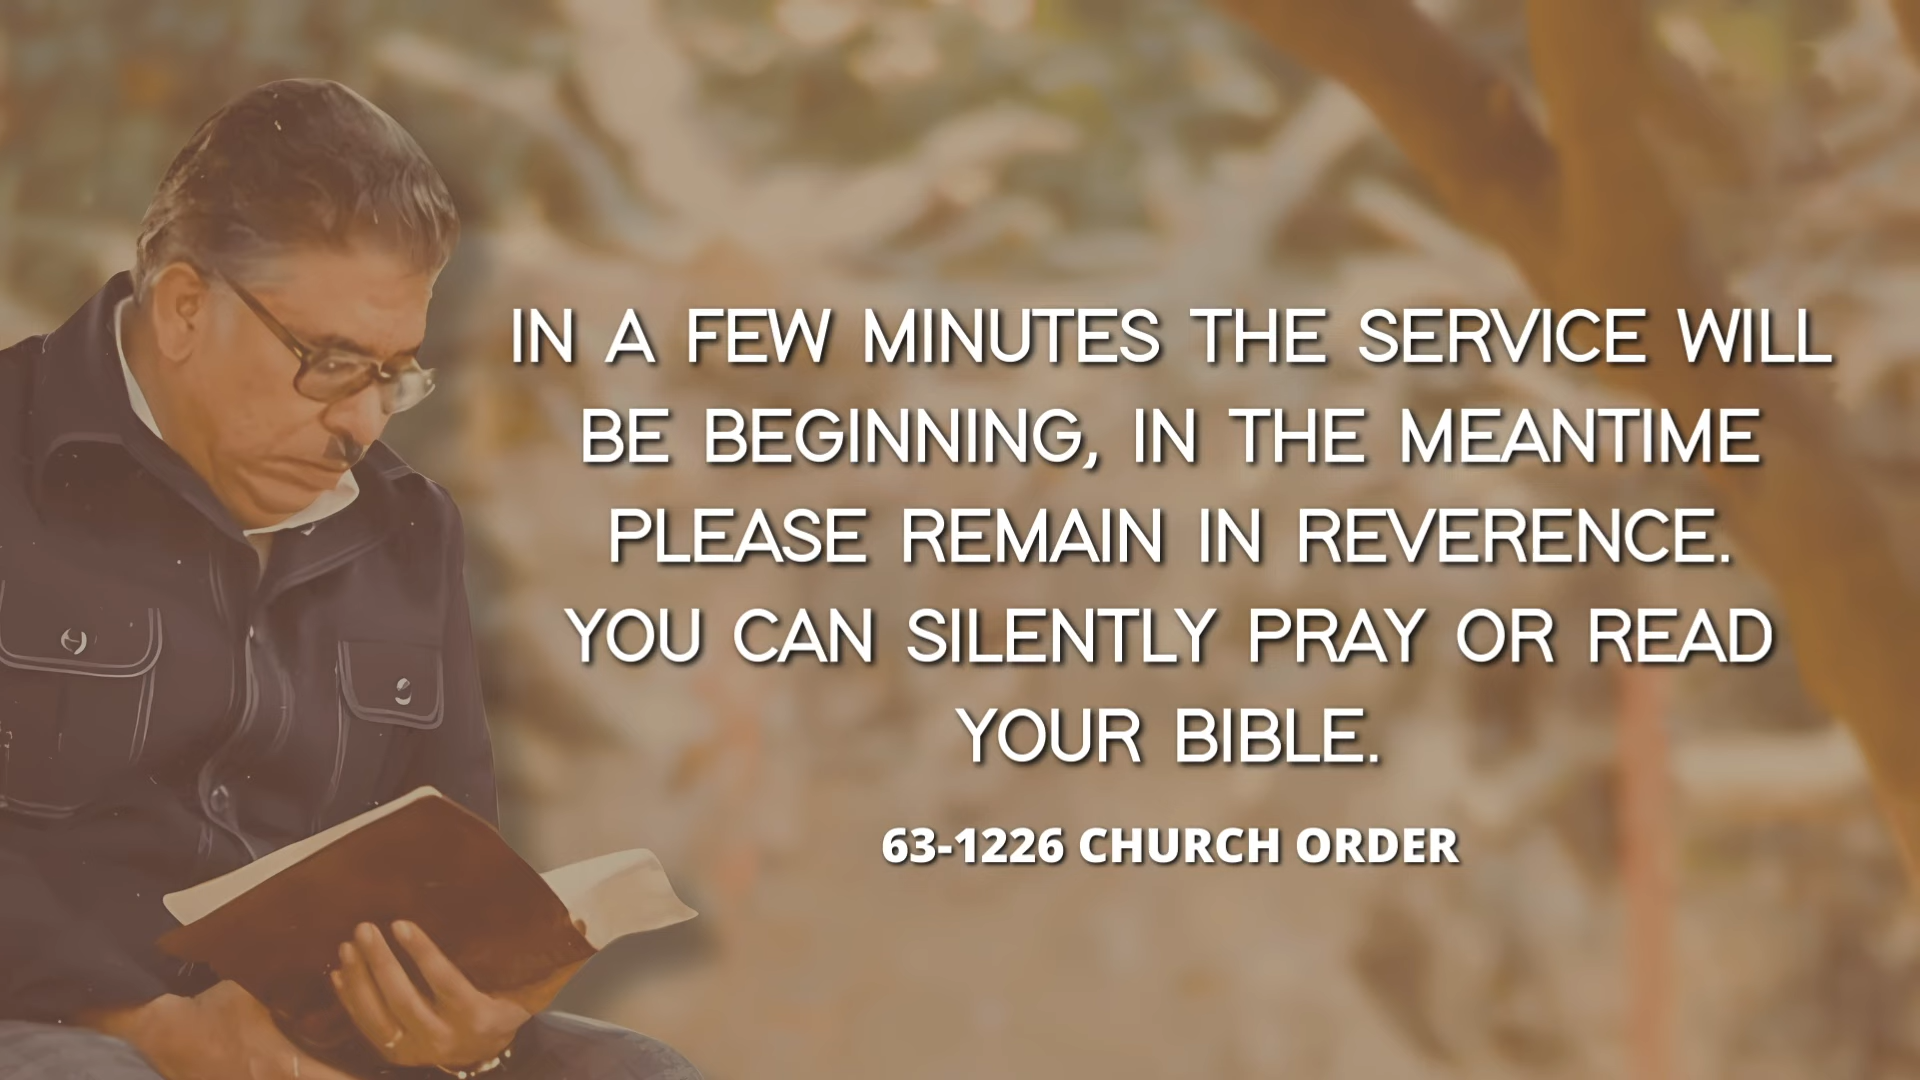 IN A FEW MINUTES THE SERVICE WILL
BE BEGINNING, IN THE MEANTIME
PLEASE REMAIN IN REVERENCE.
YOU CAN SILENTLY PRAY OR READ
YOUR BIBLE.
63-1226 CHURCH ORDER